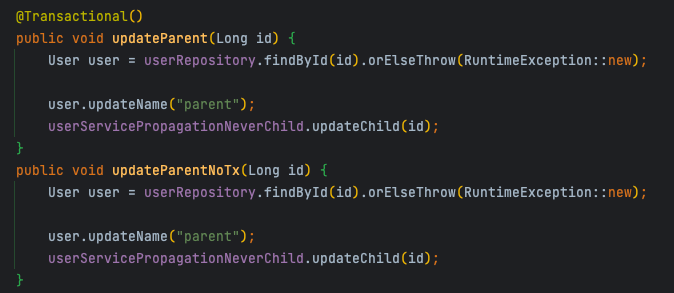 @Transactional()
public void updateParent(Long id) {
    User user = userRepository.findById(id).orElseThrow(RuntimeException::new);

    user.updateName("parent");
    userServicePropagationNeverChild.updateChild(id);
}
public void updateParentNoTx(Long id) {
    User user = userRepository.findById(id).orElseThrow(RuntimeException::new);

    user.updateName("parent");
    userServicePropagationNeverChild.updateChild(id);
}